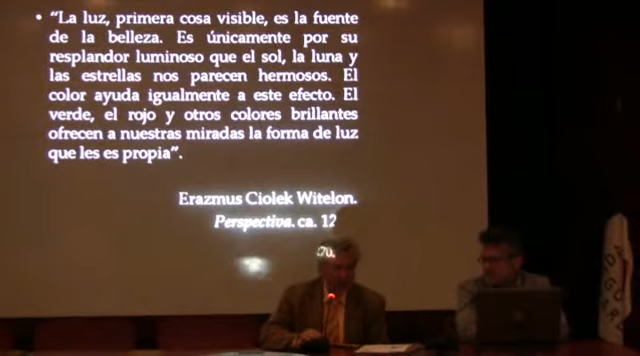 • “La luz, primera cosa visible, es la fuente
de la belleza. Es únicamente por su
resplandor luminoso que el sol, la luna y
las estrellas nos parecen hermosos. El
color ayuda igualmente a este efecto. El
verde, el rojo y otros colores brillantes
ofrecen a nuestras miradas la forma de luz
que les es propia”.
Erazmus Ciolek Witelon.
Perspectiva. ca. 12
70.